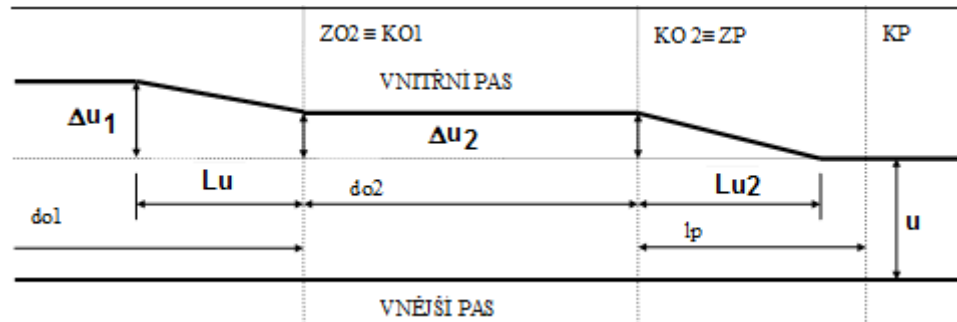 ZO2 ≡ KO1
KO 2 ≡ ZP
KP
VNITŘNÍ PAS
Δu1
Δu2
Lu
do2
Lu2
do1
lp
u
VNĚJŠÍ PAS